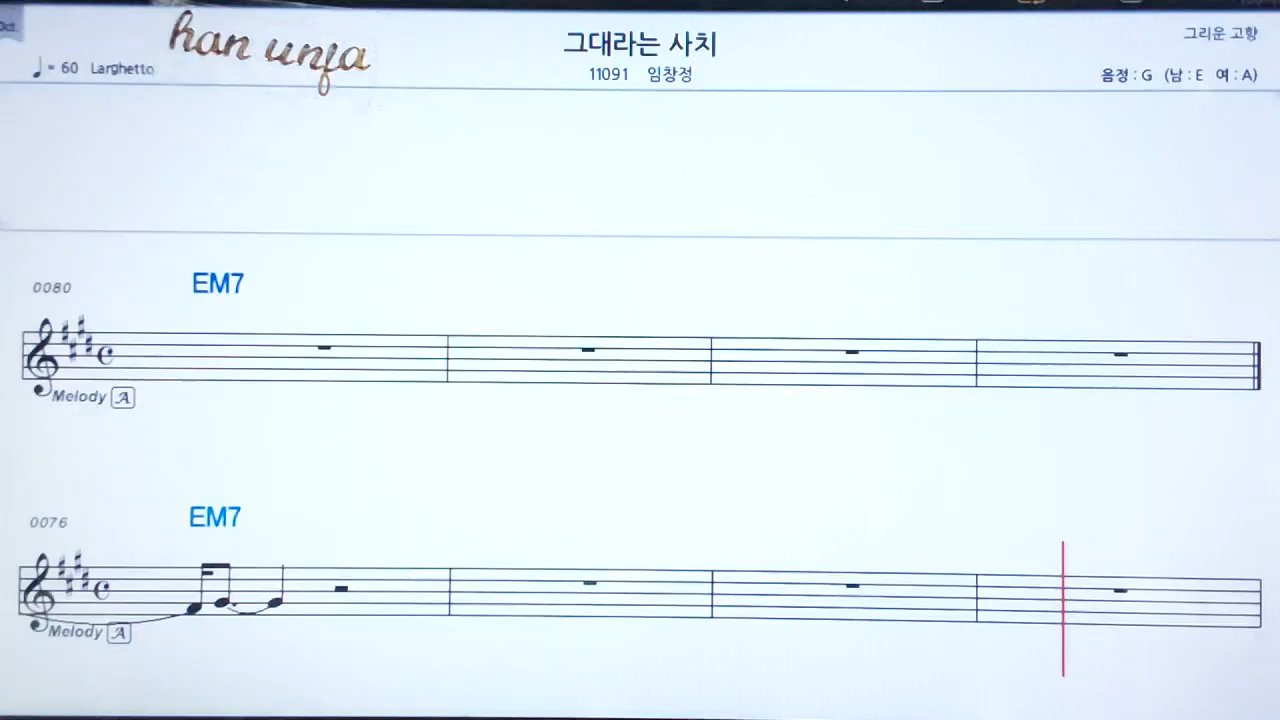 han unfa
그대라는 사치
그리운 고향
♩= 60 Larghetto
11091 임창정
음정 : G (남 : E 여 : A)
0080
EM7
Melody A
0076
EM7
Melody A